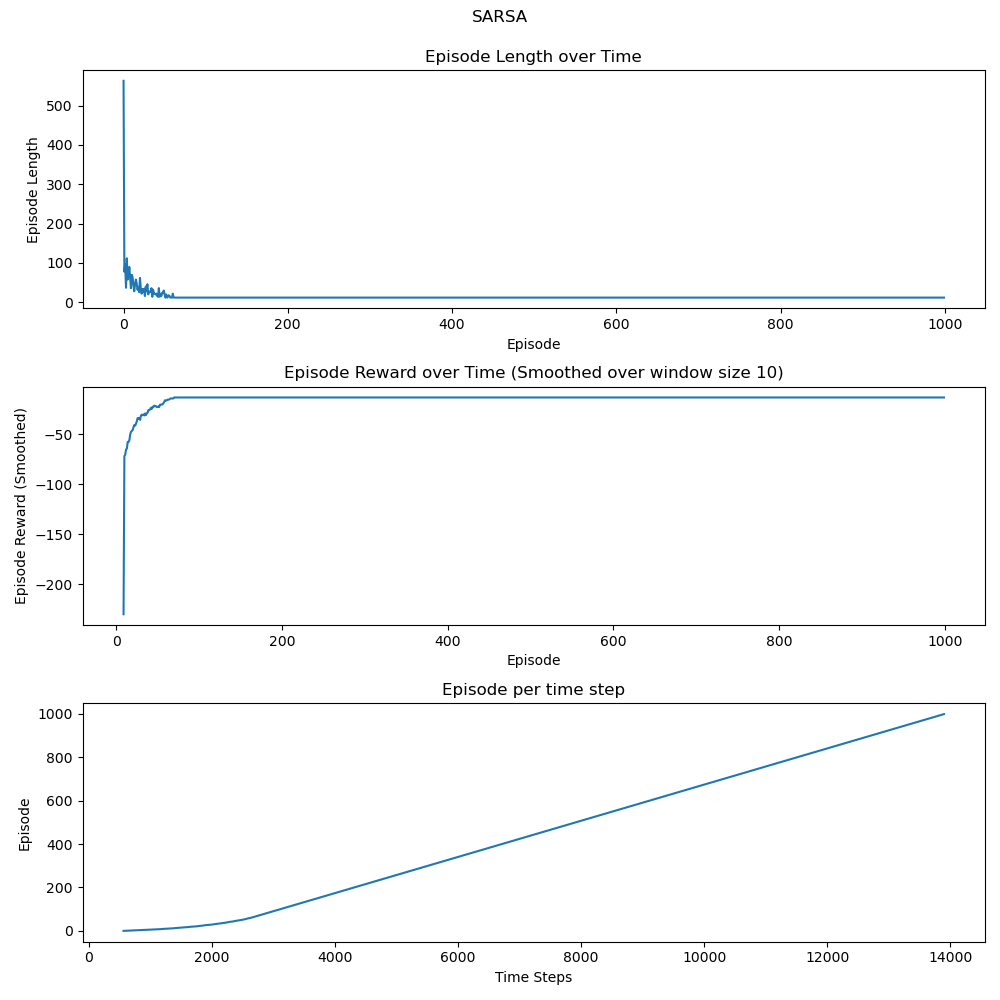 SARSA
Episode Length over Time
500
400
300
200
100
0
Episode Length
0 200 400 600 800 1000
Episode
Episode Reward over Time (Smoothed over window size 10)
−50
−100
−150
−200
Episode Reward (Smoothed)
0 200 400 600 800 1000
Episode
Episode per time step
1000
800
600
400
200
0
Episode
0 2000 4000 6000 8000 10000 12000 14000
Time Steps